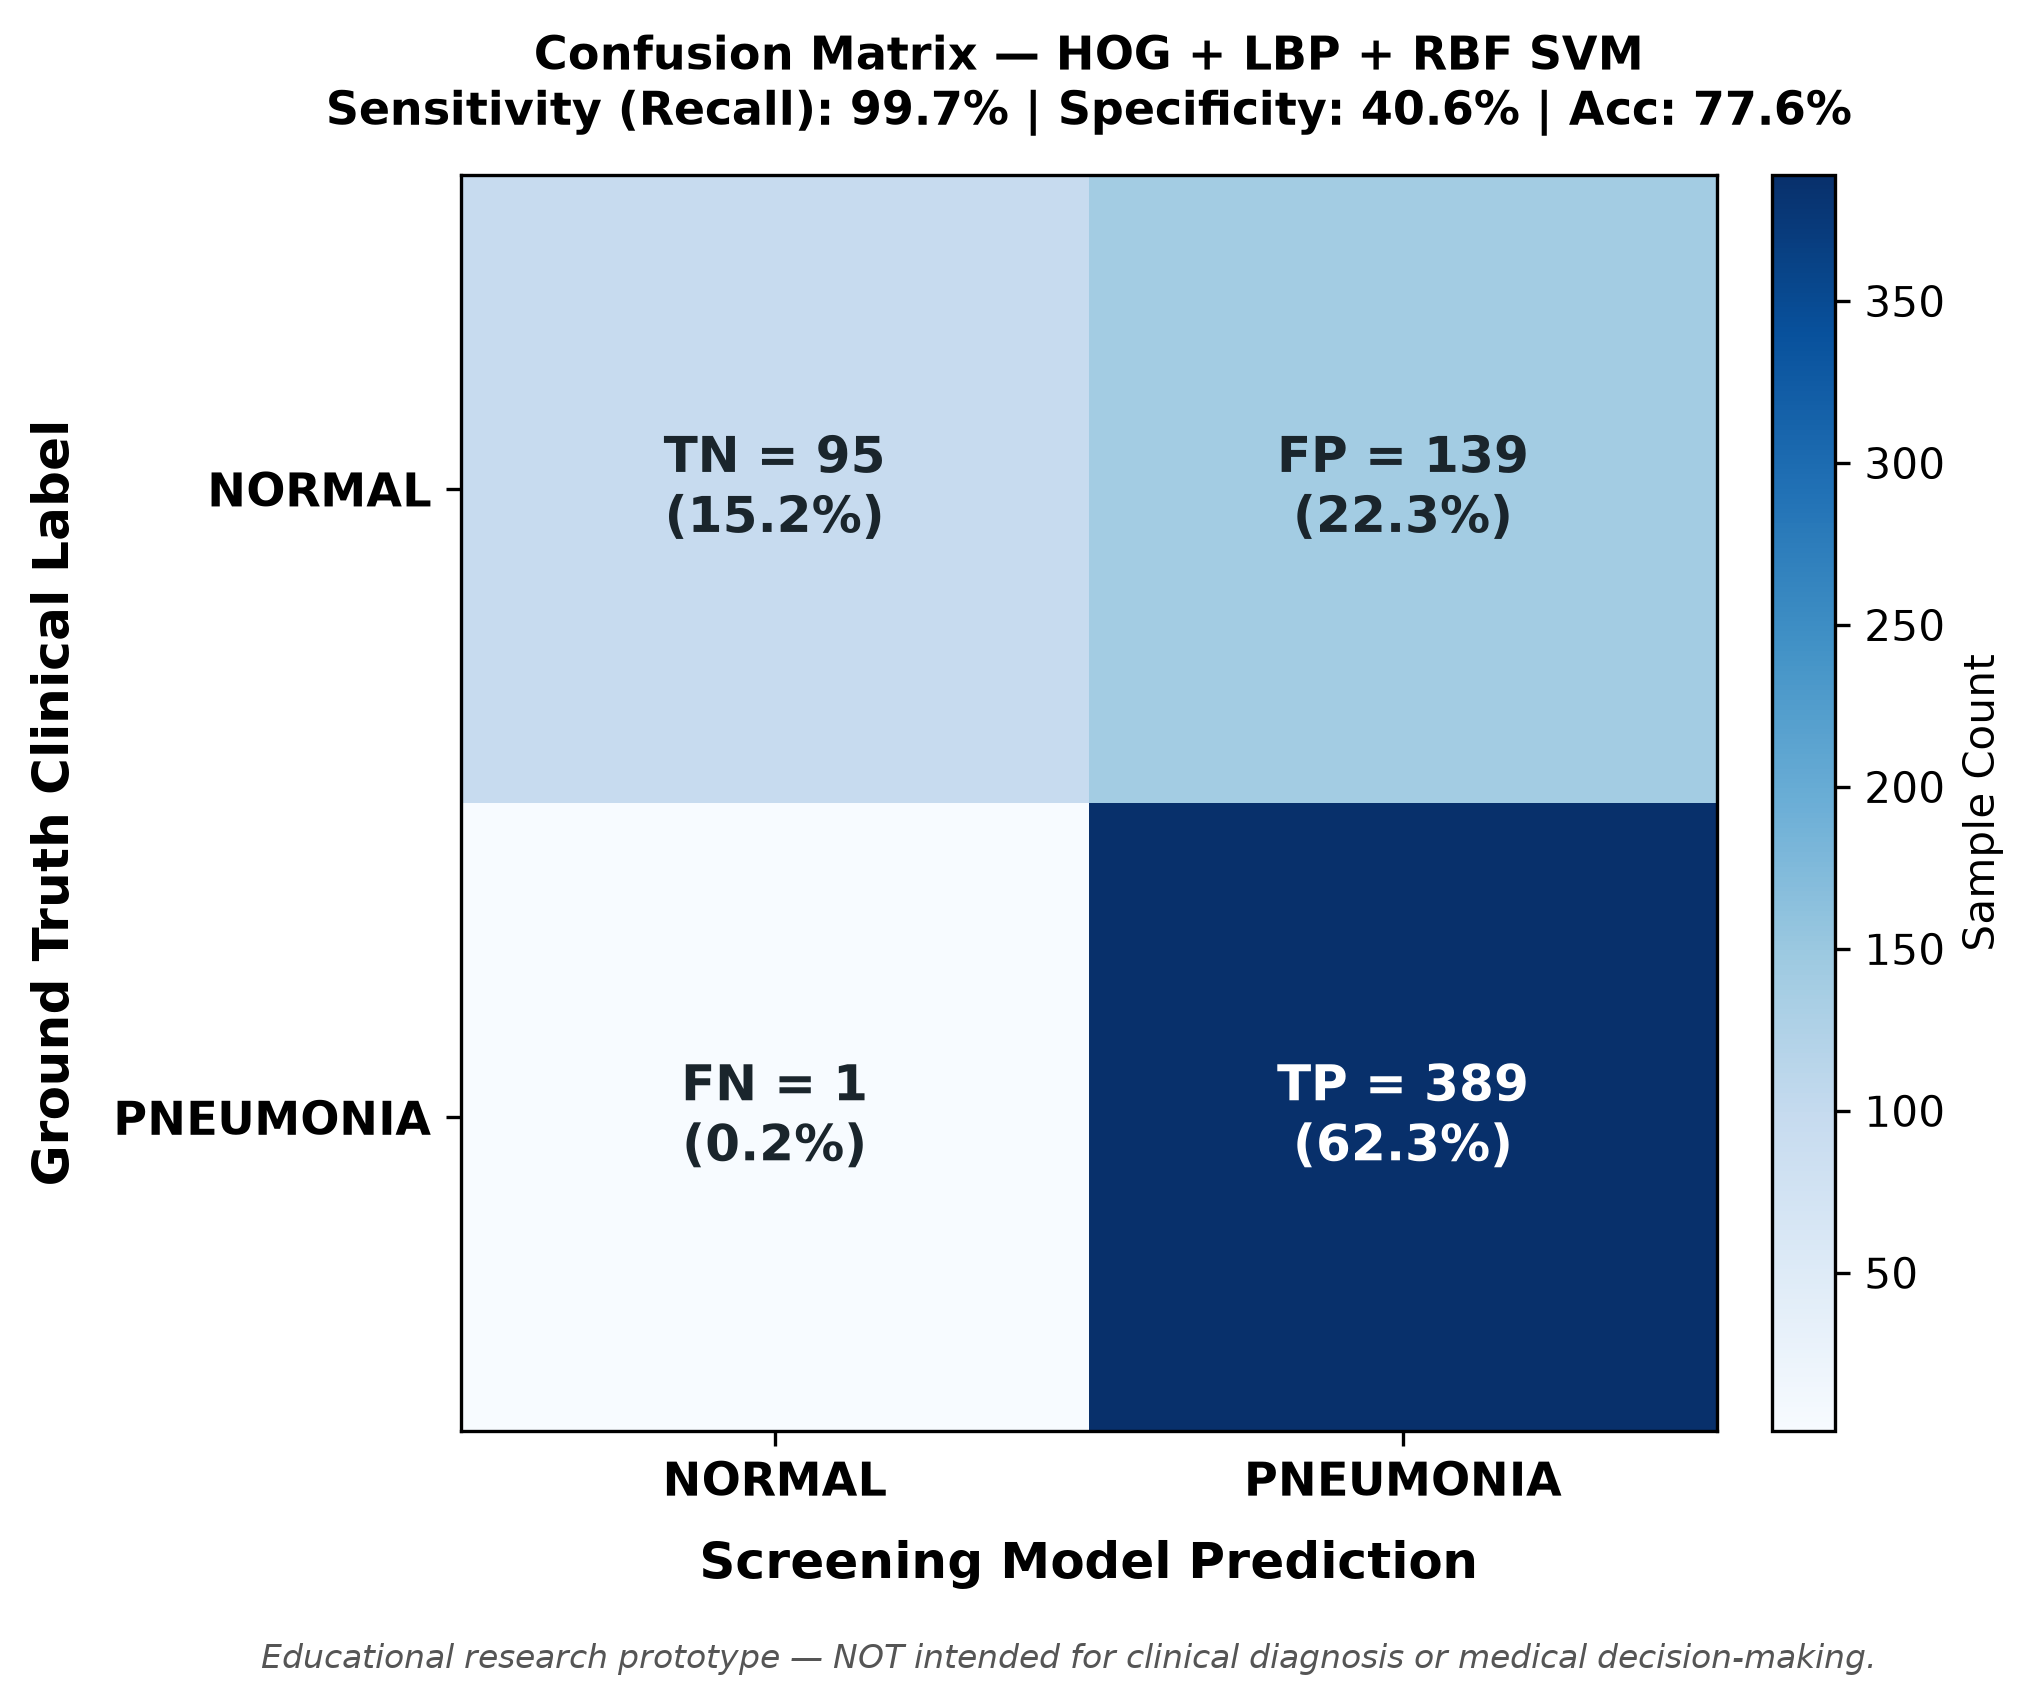 Confusion Matrix — HOG + LBP + RBF SVM
Sensitivity (Recall): 99.7% | Specificity: 40.6% | Acc: 77.6%
Ground Truth Clinical Label
NORMAL
TN = 95
(15.2%)
FP = 139
(22.3%)
PNEUMONIA
FN = 1
(0.2%)
TP = 389
(62.3%)
NORMAL
PNEUMONIA
Screening Model Prediction
350
300
250
200
150
100
50
Sample Count
Educational research prototype — NOT intended for clinical diagnosis or medical decision-making.